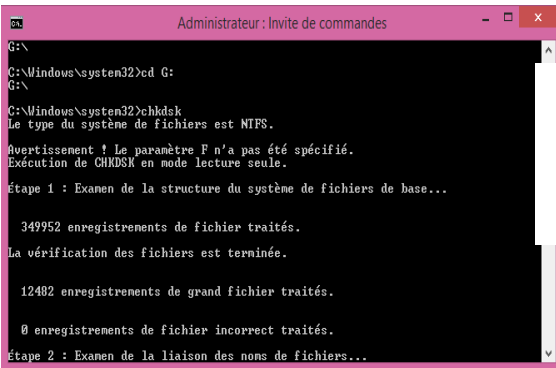 Administrateur : Invite de commandes
G:\
C:\Windows\system32>cd G:
G:\
C:\Windows\system32>chkdsk
Le type du système de fichiers est NTFS.
Avertissement ! Le paramètre F n'a pas été spécifié.
Exécution de CHKDSK en mode lecture seule.
Étape 1 : Examen de la structure du système de fichiers de base...
349952 enregistrements de fichier traités.
La vérification des fichiers est terminée.
12482 enregistrements de grand fichier traités.
0 enregistrements de fichier incorrect traités.
Étape 2 : Examen de la liaison des noms de fichiers...